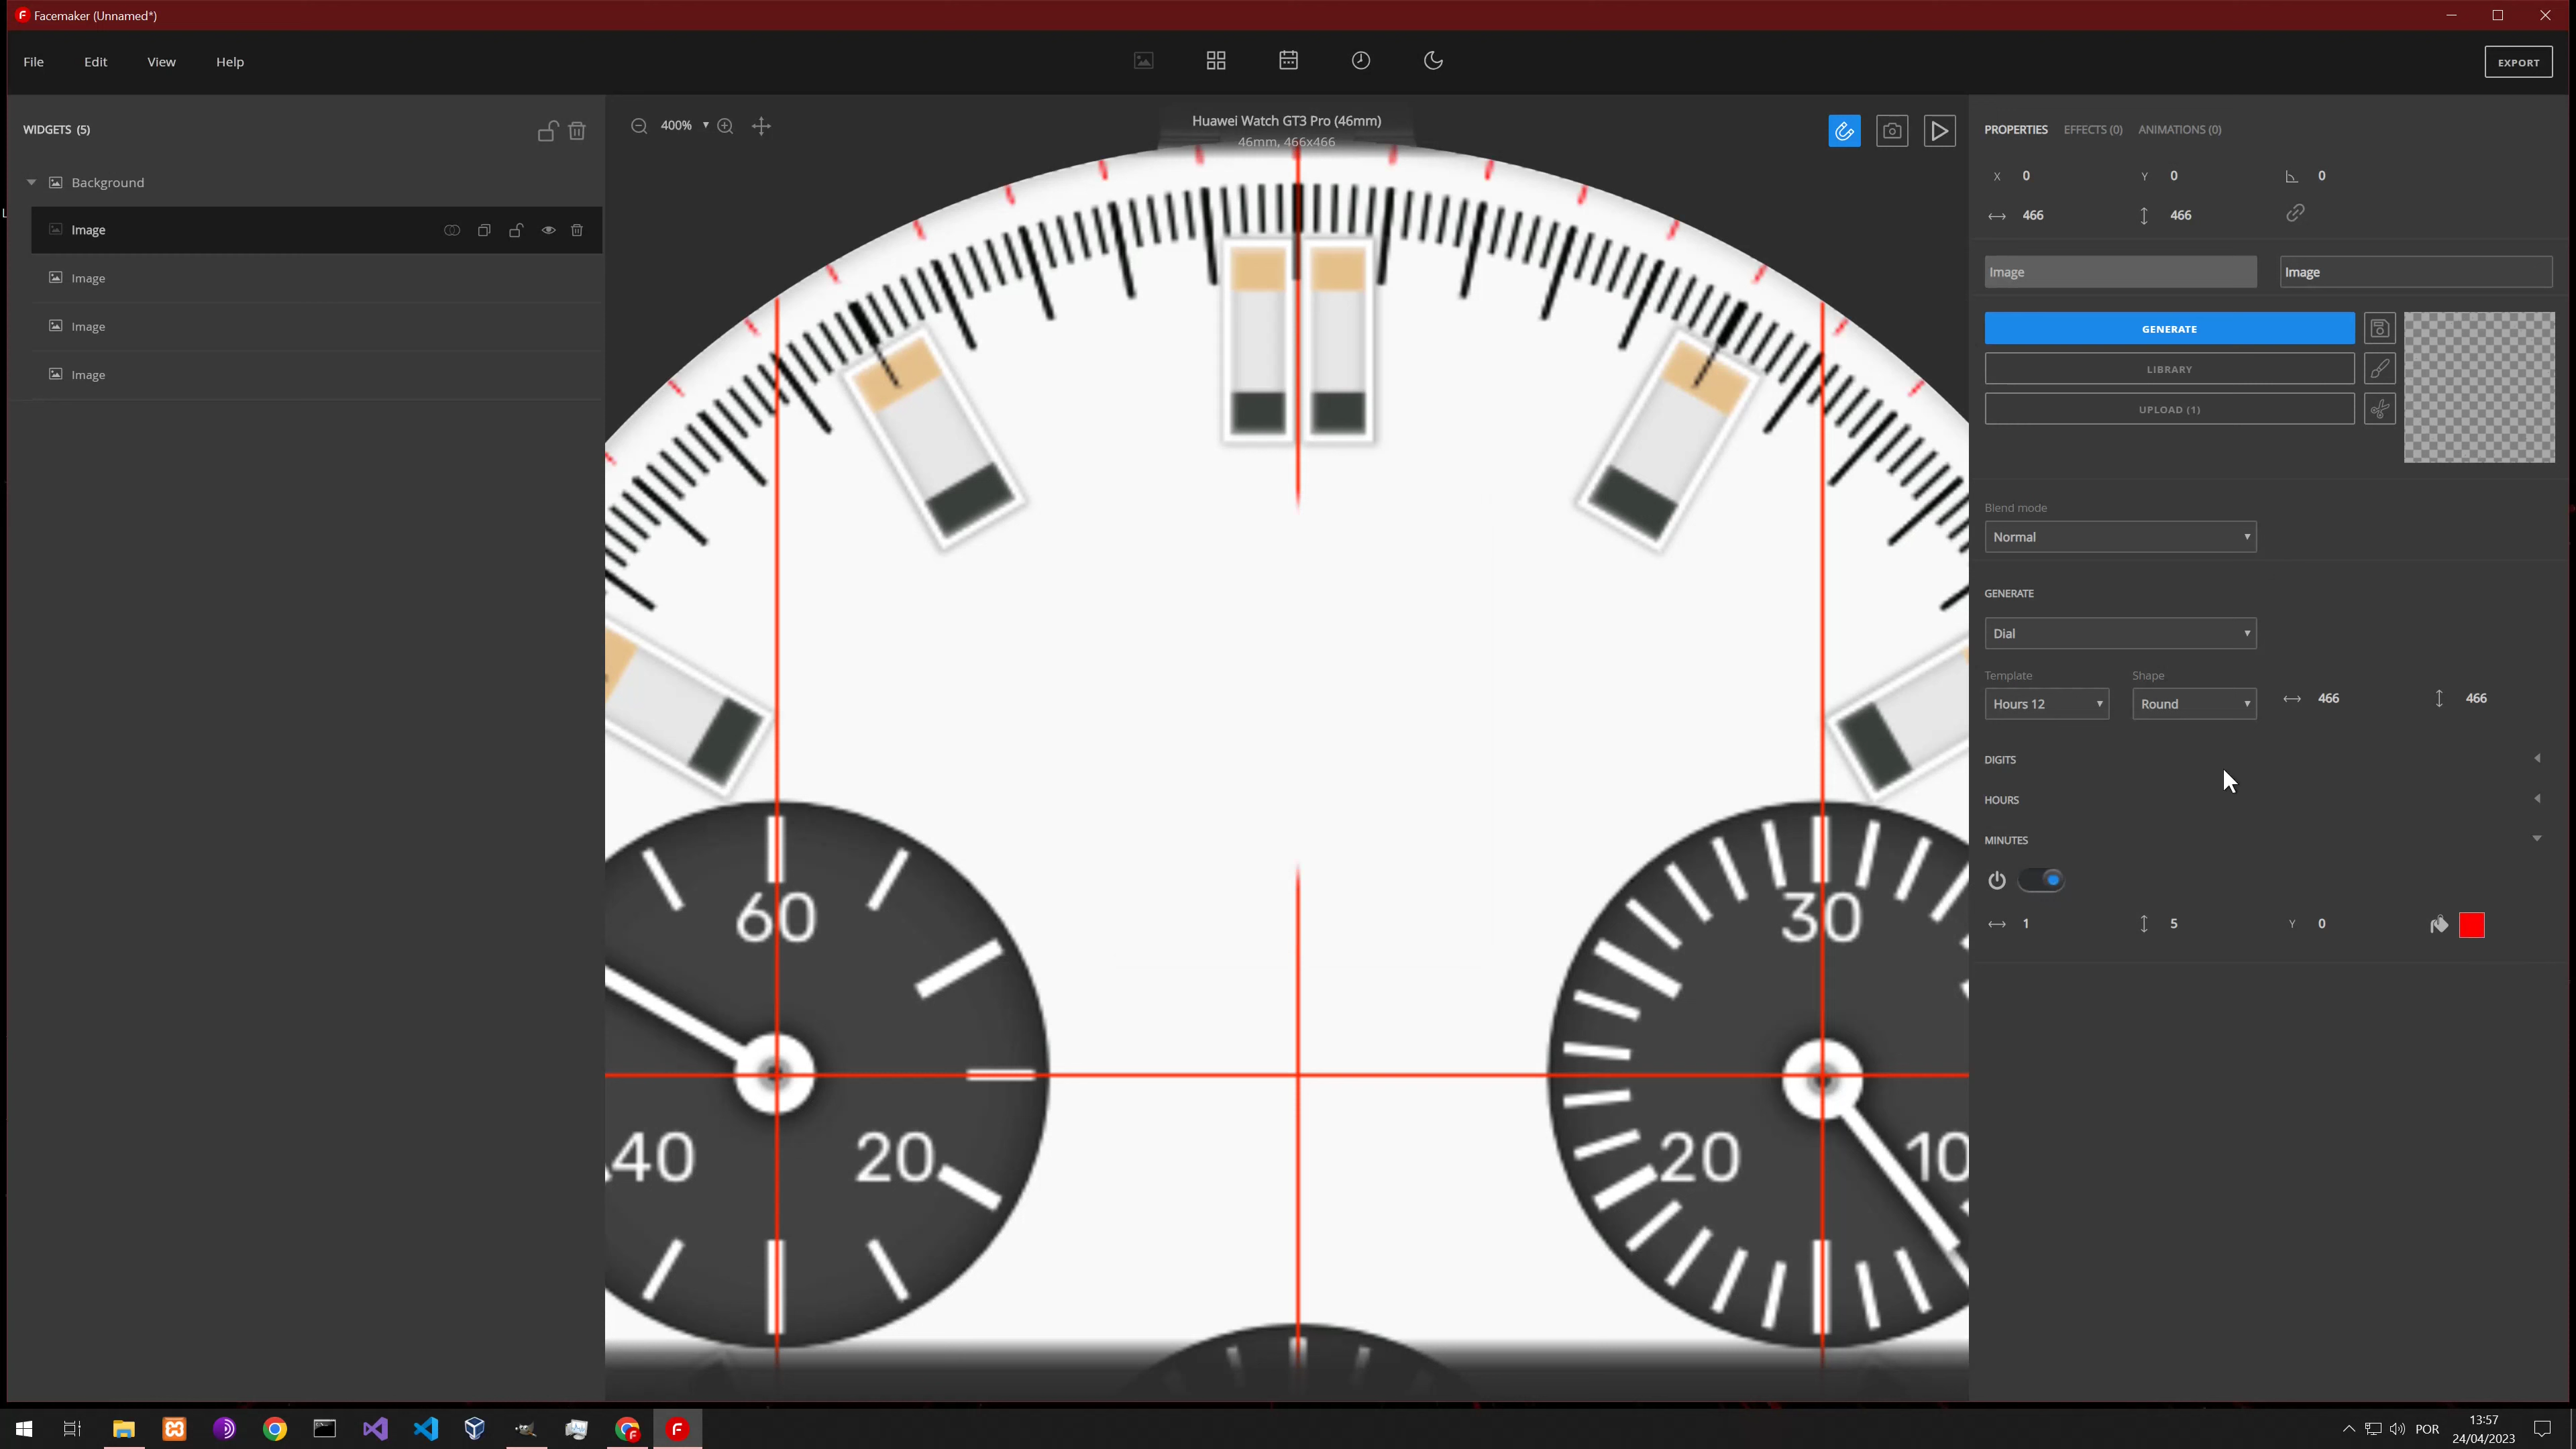 Facemaker (Unnamed*)
File Edit View Help
EXPORT
WIDGETS (5)
Background
Image
Image
Image
Image
400%
Huawei Watch GT3 Pro (46mm)
46mm, 466x466
60
40
20
30
20
10
PROPERTIES EFFECTS (0) ANIMATIONS (0)
X 0 Y 0 0
466 466
Image Image
GENERATE
LIBRARY
UPLOAD (1)
Blend mode
Normal
GENERATE
Dial
Template Shape
Hours 12 Round 466 466
DIGITS
HOURS
MINUTES
1 5 Y 0
POR
13:57
24/04/2023